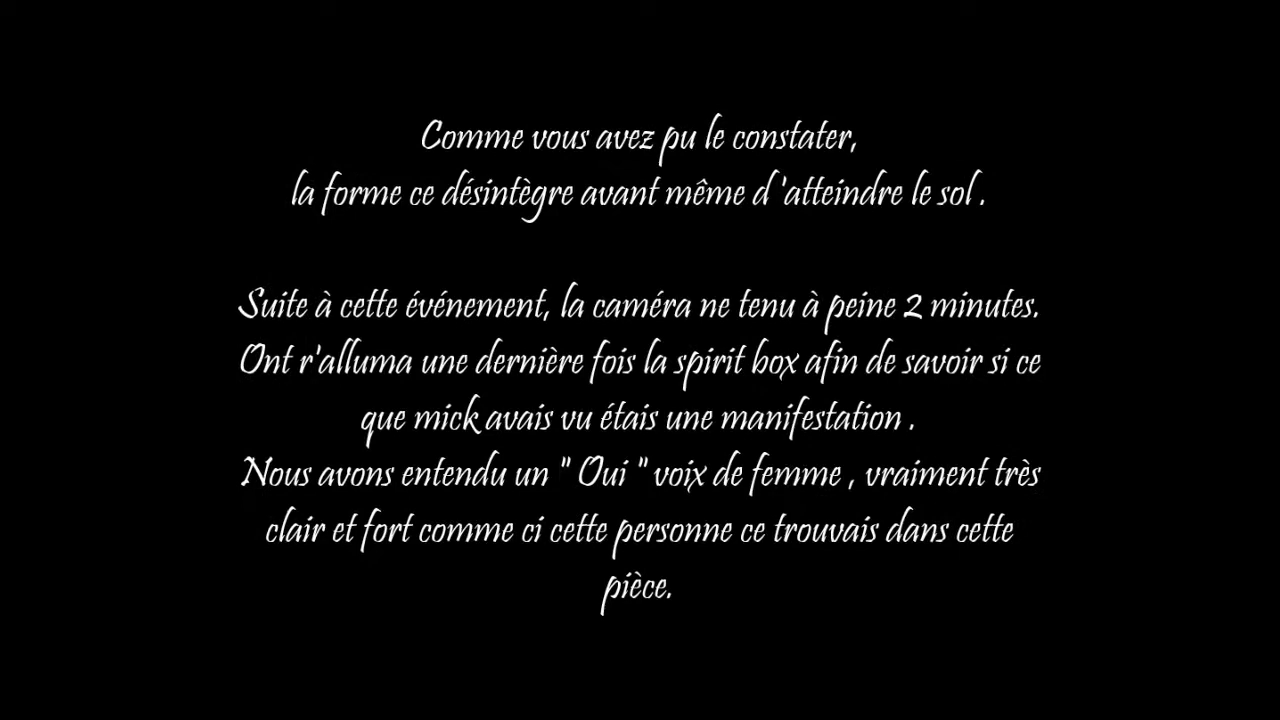 Comme vous avez pu le constater,
la forme ce désintègre avant même d 'atteindre le sol .
Suite à cette événement, la caméra ne tenu à peine 2 minutes.
Ont r'alluma une dernière fois la spirit box afin de savoir si ce
que mick avais vu étais une manifestation .
Nous avons entendu un " Oui " voix de femme , vraiment très
clair et fort comme ci cette personne ce trouvais dans cette
pièce.